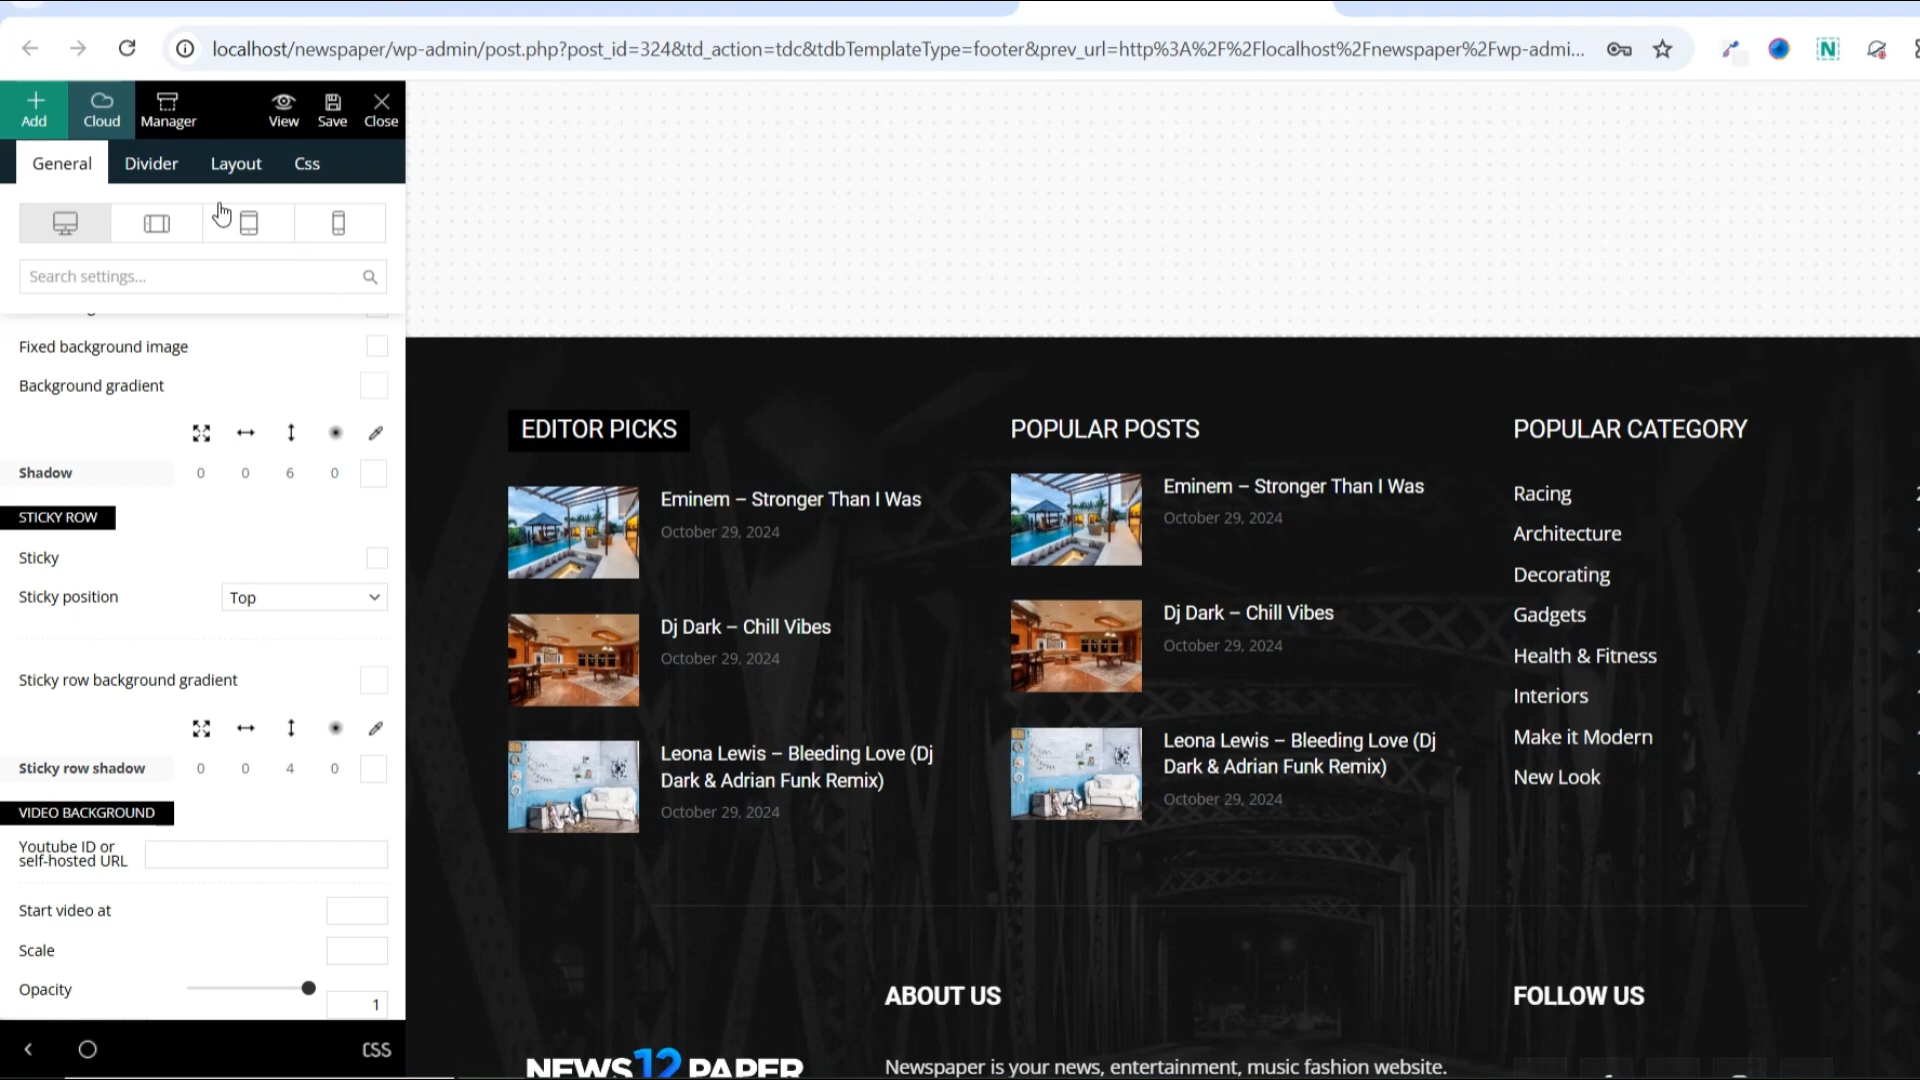 localhost/newspaper/wp-admin/post.php?post_id=324&td_action=tdc&tdbTemplateType=footer&prev_url=http%3A%2F%2Flocalhost%2Fnewspaper%2Fwp-admi...
Add
Cloud
Manager
View
Save
Close
General
Divider
Layout
Css
Search settings...
Fixed background image
Background gradient
Shadow 0 0 6 0
STICKY ROW
Sticky
Sticky position Top
Sticky row background gradient
Sticky row shadow 0 0 4 0
VIDEO BACKGROUND
Youtube ID or
self-hosted URL
Start video at
Scale
Opacity
1
CSS
EDITOR PICKS
Eminem – Stronger Than I Was
October 29, 2024
Dj Dark – Chill Vibes
October 29, 2024
Leona Lewis – Bleeding Love (Dj
Dark & Adrian Funk Remix)
October 29, 2024
POPULAR POSTS
Eminem – Stronger Than I Was
October 29, 2024
Dj Dark – Chill Vibes
October 29, 2024
Leona Lewis – Bleeding Love (Dj
Dark & Adrian Funk Remix)
October 29, 2024
POPULAR CATEGORY
Racing
Architecture
Decorating
Gadgets
Health & Fitness
Interiors
Make it Modern
New Look
NEWS12PAPER
ABOUT US
Newspaper is your news, entertainment, music fashion website.
FOLLOW US